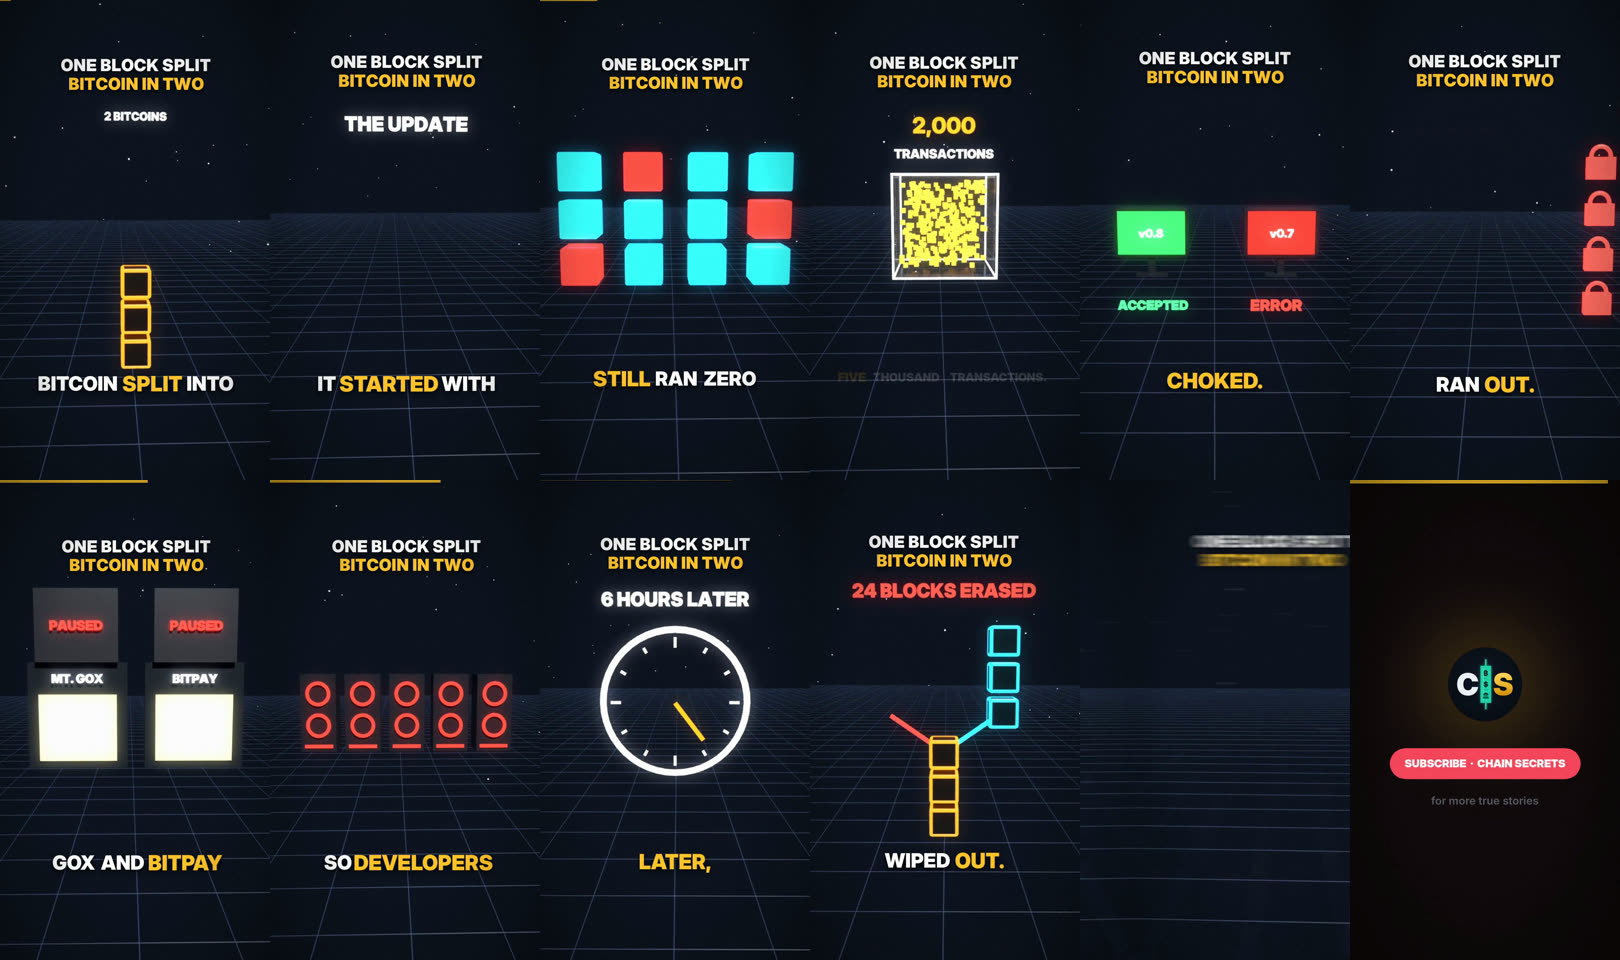 ONE BLOCK SPLIT
BITCOIN IN TWO
2 BITCOINS
BITCOIN SPLIT INTO
ONE BLOCK SPLIT
BITCOIN IN TWO
THE UPDATE
IT STARTED WITH
ONE BLOCK SPLIT
BITCOIN IN TWO
STILL RAN ZERO
ONE BLOCK SPLIT
BITCOIN IN TWO
2,000
TRANSACTIONS
FIVE THOUSAND TRANSACTIONS.
ONE BLOCK SPLIT
BITCOIN IN TWO
v0.8
v0.7
ACCEPTED
ERROR
CHOKED.
ONE BLOCK SPLIT
BITCOIN IN TWO
RAN OUT.
ONE BLOCK SPLIT
BITCOIN IN TWO
PAUSED
PAUSED
MT. GOX
BITPAY
GOX AND BITPAY
ONE BLOCK SPLIT
BITCOIN IN TWO
SO DEVELOPERS
ONE BLOCK SPLIT
BITCOIN IN TWO
6 HOURS LATER
LATER,
ONE BLOCK SPLIT
BITCOIN IN TWO
24 BLOCKS ERASED
WIPED OUT.
CS
SUBSCRIBE · CHAIN SECRETS
for more true stories